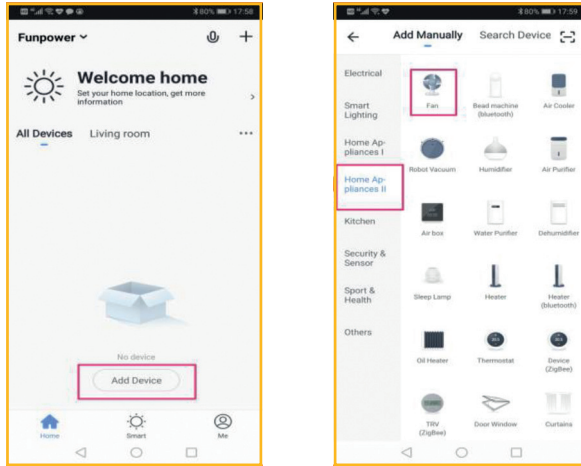 80% 17:58
Funpower
Welcome home
Set your home location, get more
information
All Devices Living room
No device
Add Device
Home Smart Me
80% 17:59
Add Manually Search Device
Electrical
Smart
Lighting
Home Ap-
pliances I
Home Ap-
pliances II
Kitchen
Security &
Sensor
Sport &
Health
Others
Fan
Bead machine
(bluetooth)
Air Cooler
Robot Vacuum
Humidifier
Air Purifier
Air box
Water Purifier
Dehumidifier
Sleep Lamp
Heater
Heater
(bluetooth)
Oil Heater
Thermostat
Device
(ZigBee)
TRV
(ZigBee)
Door Window
Curtains